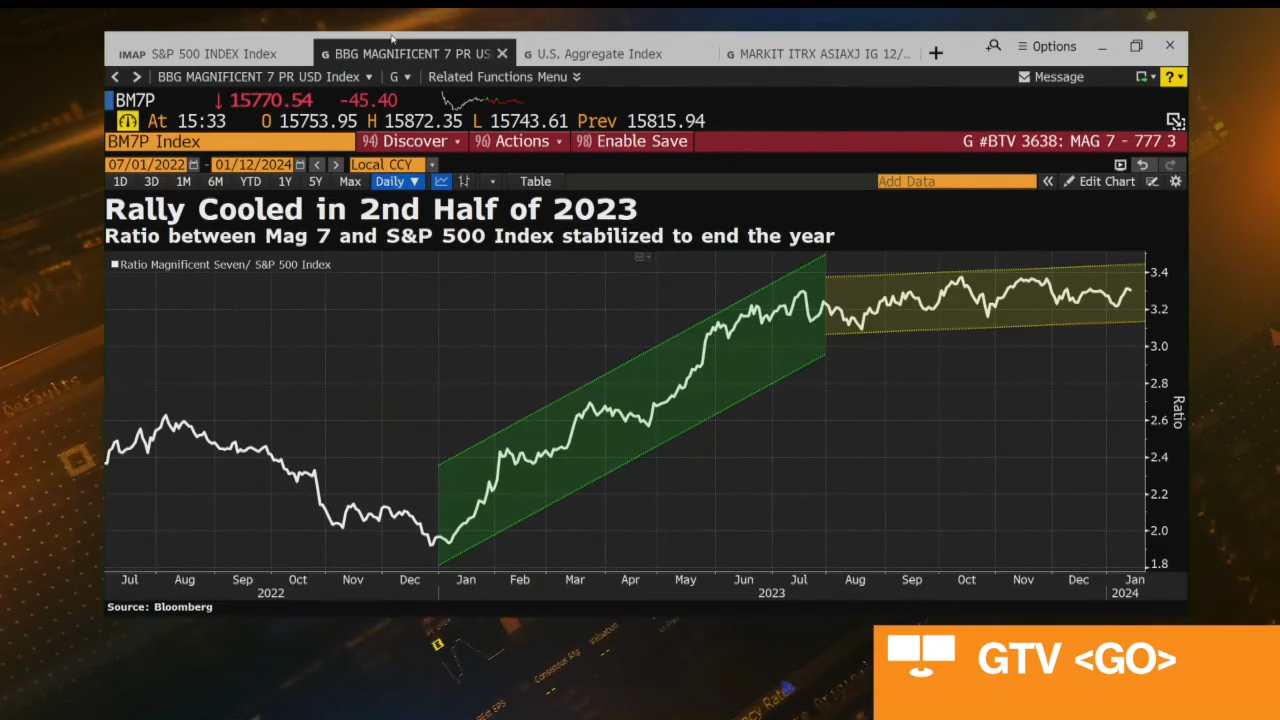 IMAP S&P 500 INDEX Index
G BBG MAGNIFICENT 7 PR US
G U.S. Aggregate Index
G MARKIT ITRX ASIAXJ IG 12/...
Options
BBG MAGNIFICENT 7 PR USD Index
G
Related Functions Menu
Message
?
BM7P ↓ 15770.54 -45.40
At 15:33 O 15753.95 H 15872.35 L 15743.61 Prev 15815.94
BM7P Index
94) Discover
96) Actions
98) Enable Save
G #BTV 3638: MAG 7 - 777 3
07/01/2022 - 01/12/2024
Local CCY
1D 3D 1M 6M YTD 1Y 5Y Max Daily ▼ Table
Add Data
« Edit Chart
Rally Cooled in 2nd Half of 2023
Ratio between Mag 7 and S&P 500 Index stabilized to end the year
Ratio Magnificent Seven/ S&P 500 Index
3.4
3.2
3.0
2.8
2.6
2.4
2.2
2.0
1.8
Ratio
Jul Aug Sep Oct Nov Dec Jan Feb Mar Apr May Jun Jul Aug Sep Oct Nov Dec Jan
2022 2023 2024
Source: Bloomberg
Defaults
Consensus Rtg
Valuation
BEST EPS
GTV <GO>